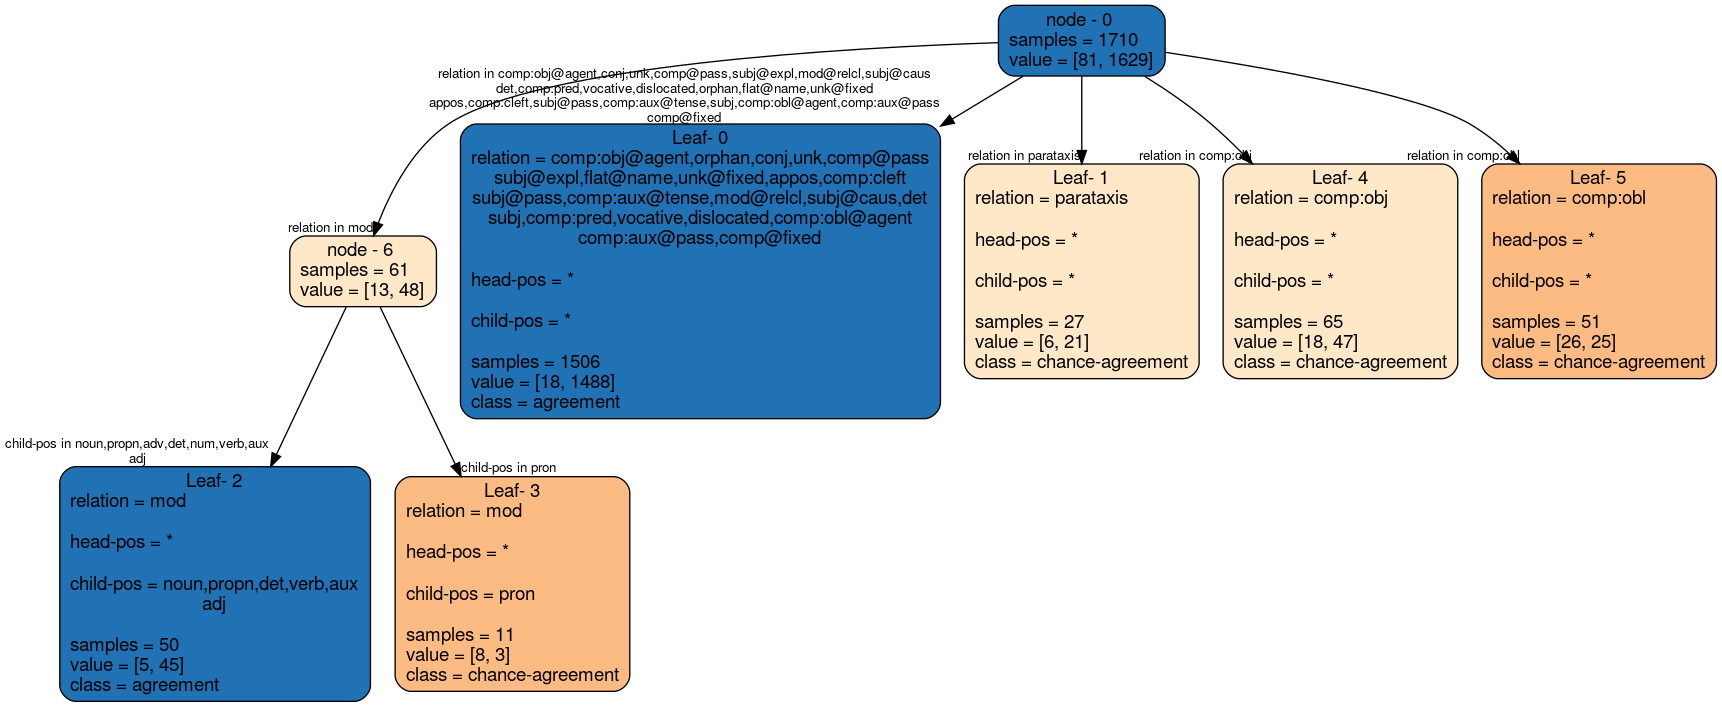 node - 0
samples = 1710
value = [81, 1629]
relation in comp:obj@agent,conj,unk,comp@pass,subj@expl,mod@relcl,subj@caus
det,comp:pred,vocative,dislocated,orphan,flat@name,unk@fixed
appos,comp:cleft,subj@pass,comp:aux@tense,subj,comp:obl@agent,comp:aux@pass
comp@fixed
Leaf- 0
relation = comp:obj@agent,orphan,conj,unk,comp@pass
subj@expl,flat@name,unk@fixed,appos,comp:cleft
subj@pass,comp:aux@tense,mod@relcl,subj@caus,det
subj,comp:pred,vocative,dislocated,comp:obl@agent
comp:aux@pass,comp@fixed
head-pos = *
child-pos = *
samples = 1506
value = [18, 1488]
class = agreement
relation in parataxis
Leaf- 1
relation = parataxis
head-pos = *
child-pos = *
samples = 27
value = [6, 21]
class = chance-agreement
relation in comp:obj
Leaf- 4
relation = comp:obj
head-pos = *
child-pos = *
samples = 65
value = [18, 47]
class = chance-agreement
relation in comp:obl
Leaf- 5
relation = comp:obl
head-pos = *
child-pos = *
samples = 51
value = [26, 25]
class = chance-agreement
relation in mod
node - 6
samples = 61
value = [13, 48]
child-pos in noun,propn,adv,det,num,verb,aux
adj
Leaf- 2
relation = mod
head-pos = *
child-pos = noun,propn,det,verb,aux
adj
samples = 50
value = [5, 45]
class = agreement
child-pos in pron
Leaf- 3
relation = mod
head-pos = *
child-pos = pron
samples = 11
value = [8, 3]
class = chance-agreement